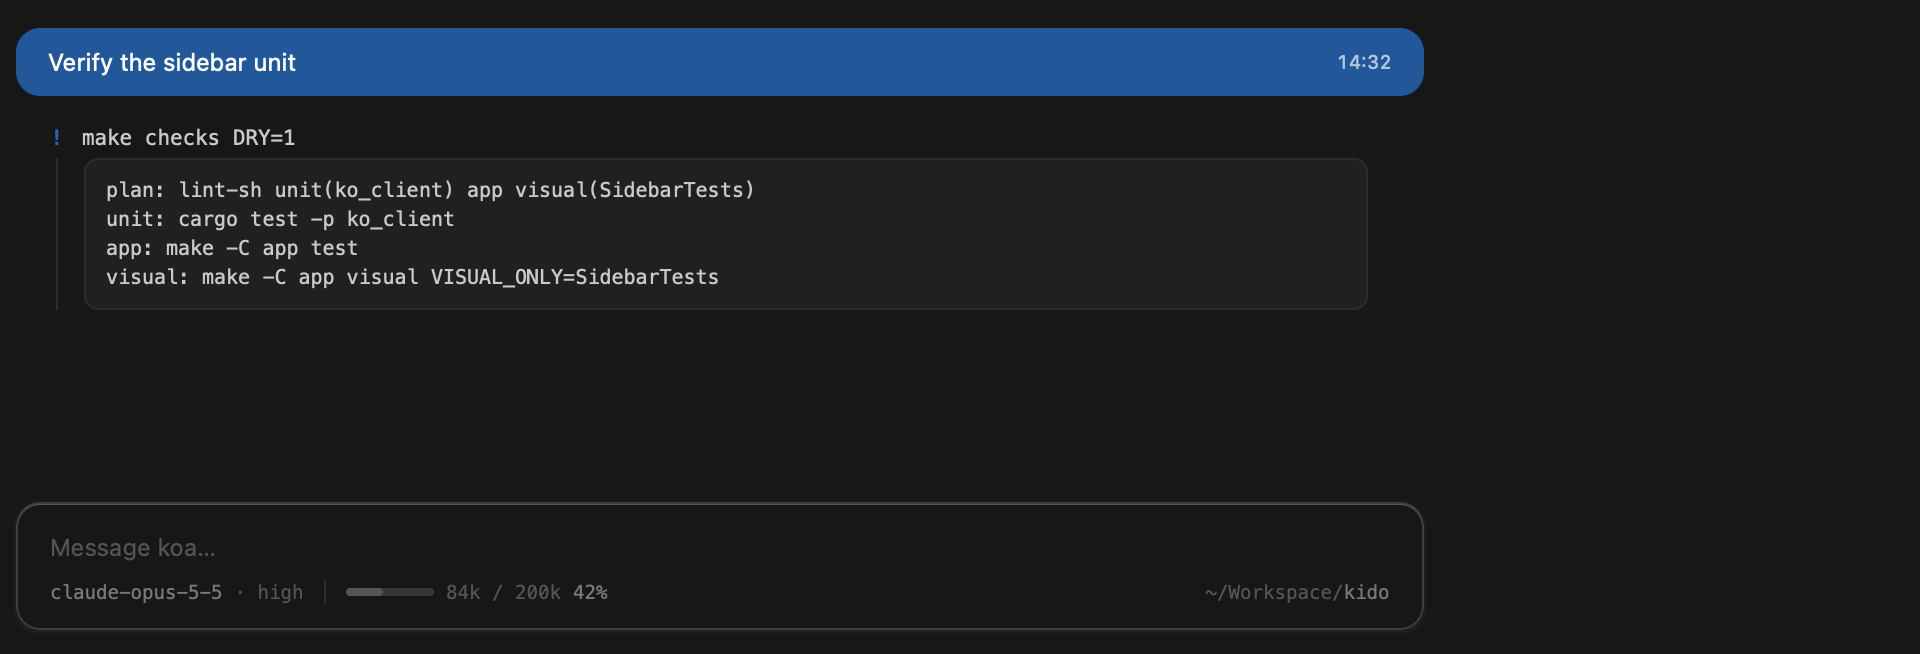 Verify the sidebar unit 14:32
! make checks DRY=1
plan: lint-sh unit(ko_client) app visual(SidebarTests)
unit: cargo test -p ko_client
app: make -C app test
visual: make -C app visual VISUAL_ONLY=SidebarTests
Message koa...
claude-opus-5-5 · high 84k / 200k 42% ~/Workspace/kido